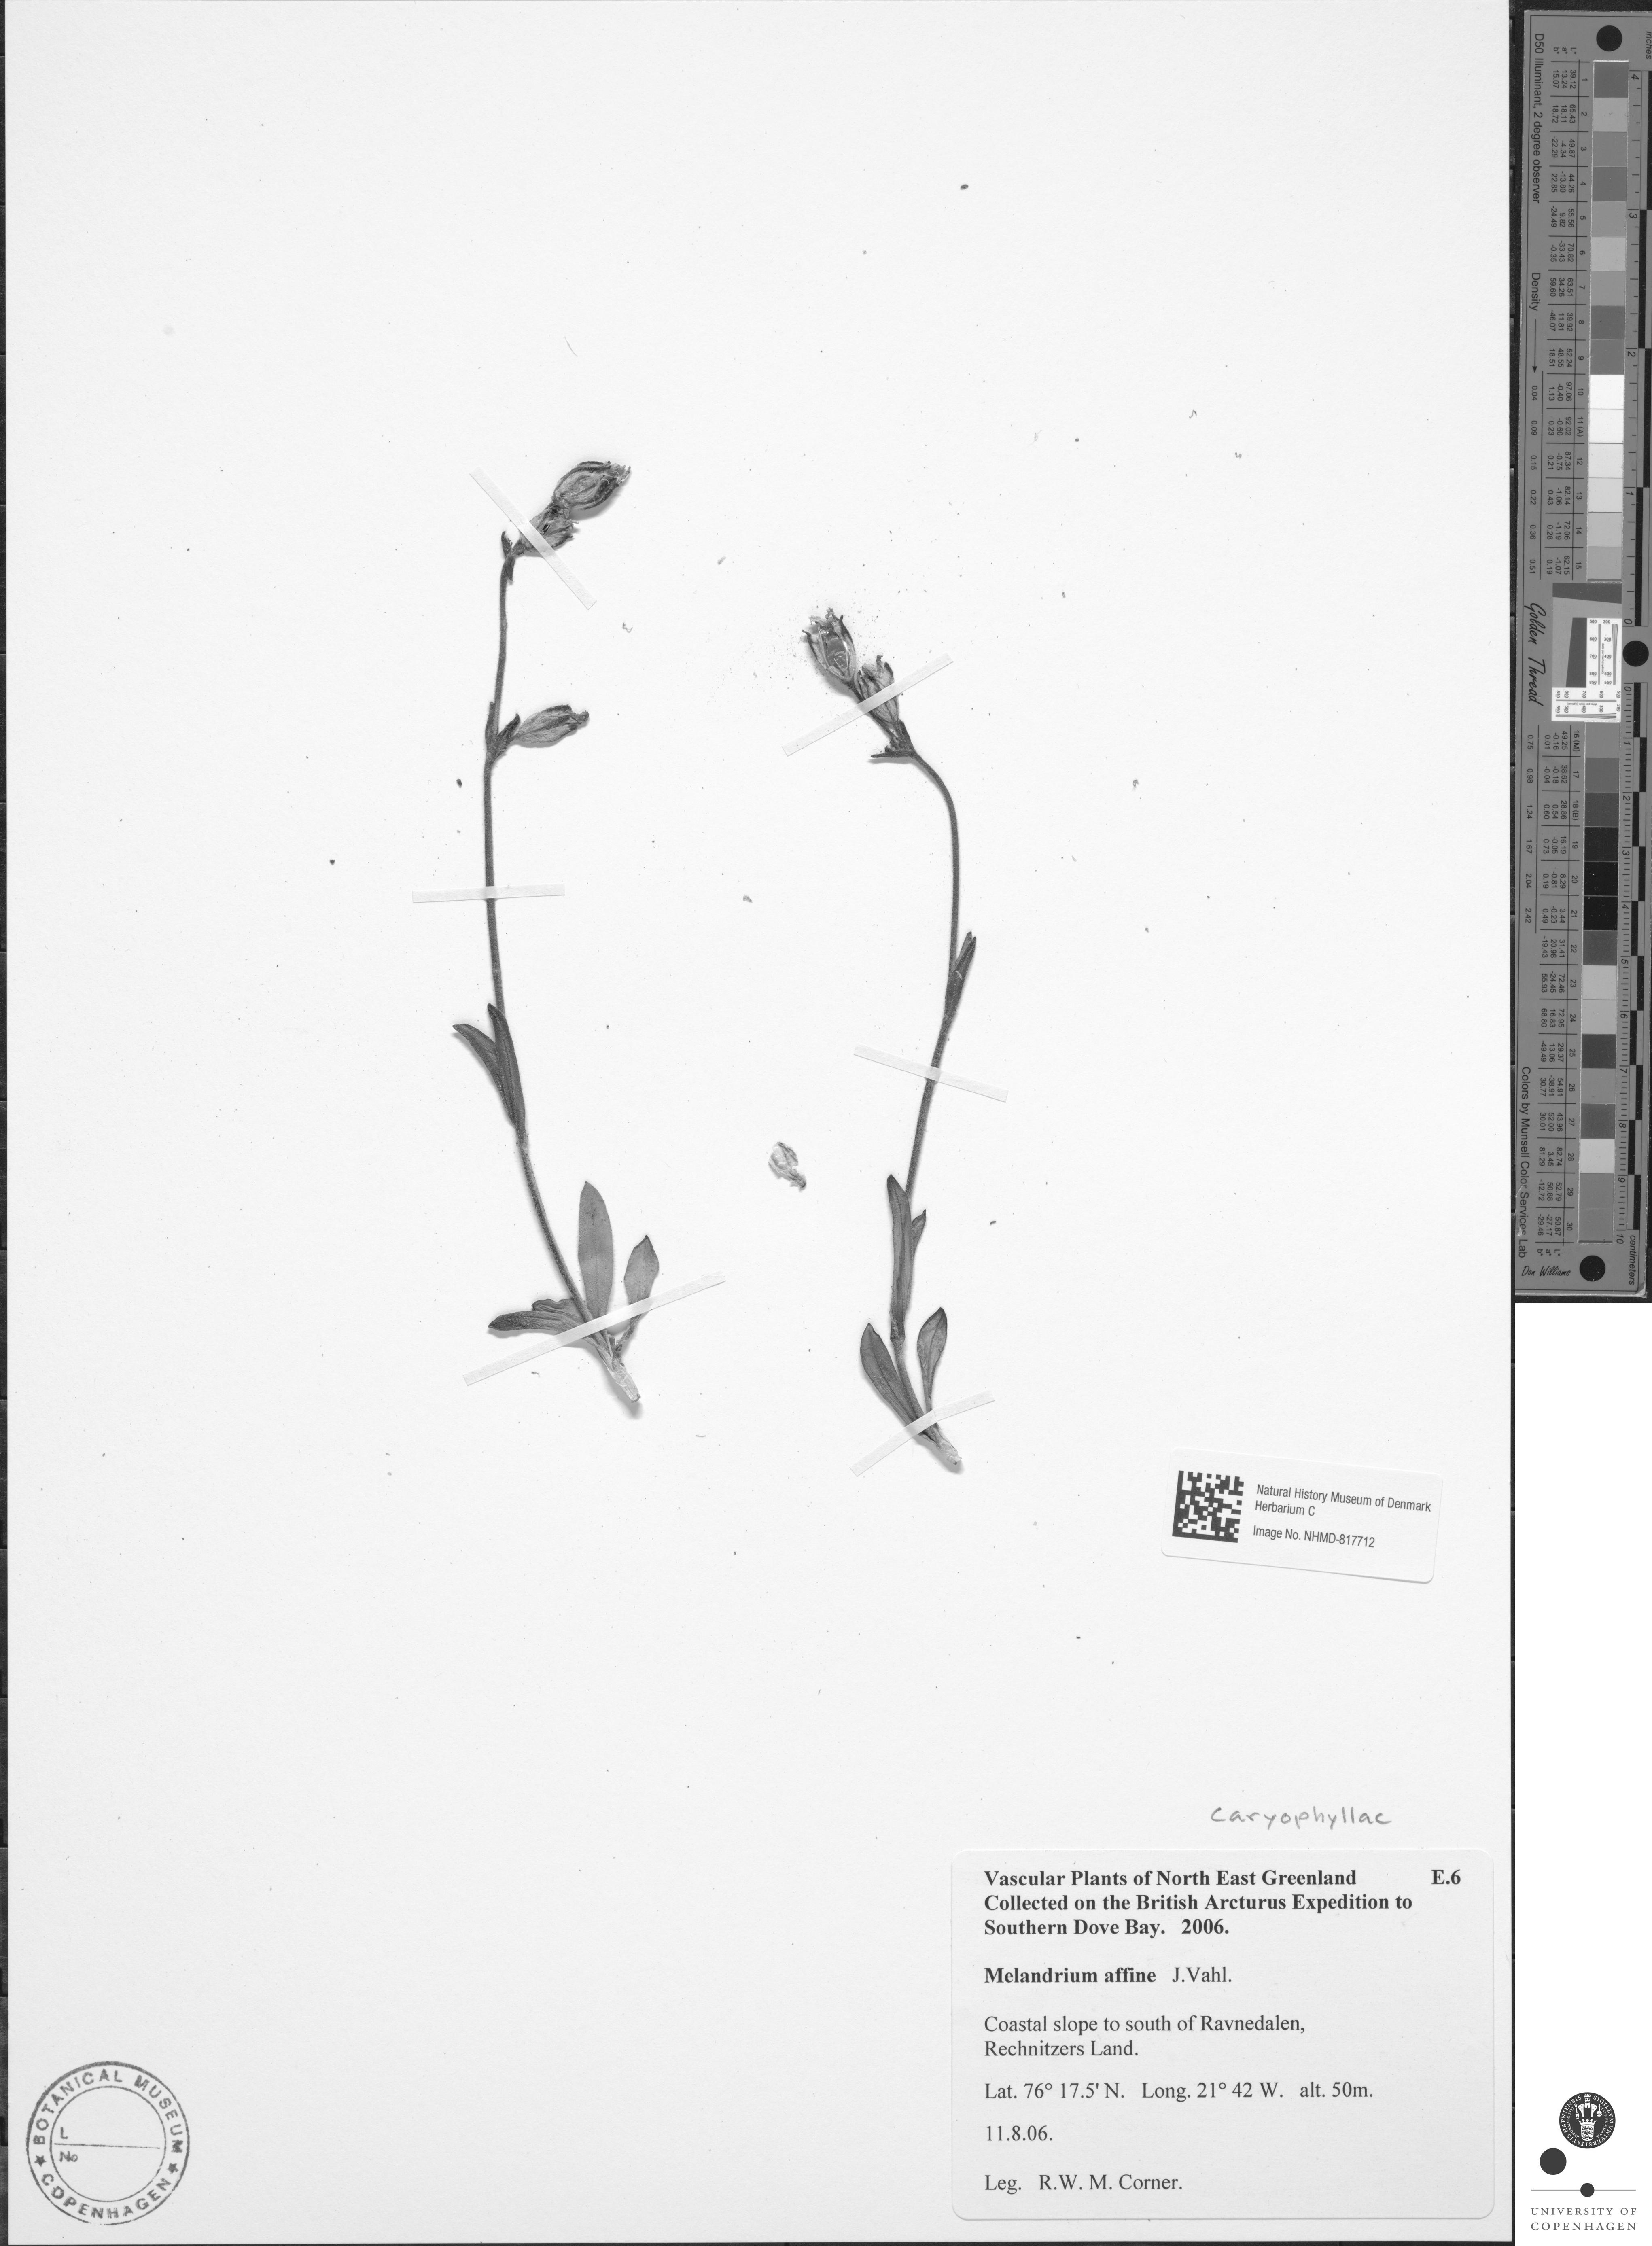 Natural History Museum of Denmark
Herbarium C
Image No. NHMD-817712
Caryophyllac
Vascular Plants of North East Greenland E.6
Collected on the British Arcturus Expedition to
Southern Dove Bay. 2006.
Melandrium affine J.Vahl.
Coastal slope to south of Ravnedalen,
Rechnitzers Land.
Lat. 76° 17.5' N. Long. 21° 42 W. alt. 50m.
11.8.06.
Leg. R.W. M. Corner.
BOTANICAL MUSEUM
COPENHAGEN
L
No
UNIVERSITY OF
COPENHAGEN
D50 Illuminant, 2 degree observer
Density
Golden Thread
Colors by Munsell Color Services Lab
Don Williams
inches
centimeters